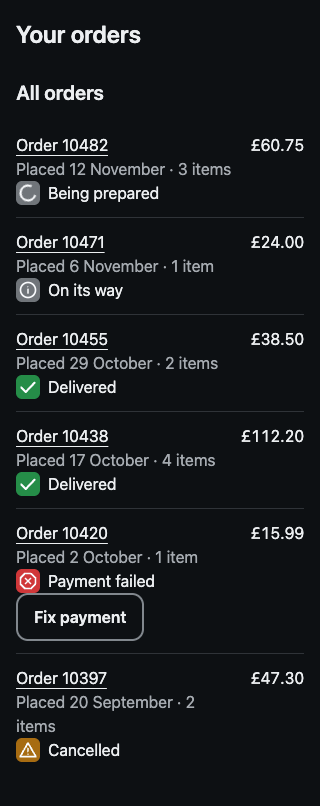 Your orders
All orders
Order 10482 £60.75
Placed 12 November · 3 items
Being prepared
Order 10471 £24.00
Placed 6 November · 1 item
On its way
Order 10455 £38.50
Placed 29 October · 2 items
Delivered
Order 10438 £112.20
Placed 17 October · 4 items
Delivered
Order 10420 £15.99
Placed 2 October · 1 item
Payment failed
Fix payment
Order 10397 £47.30
Placed 20 September · 2
items
Cancelled